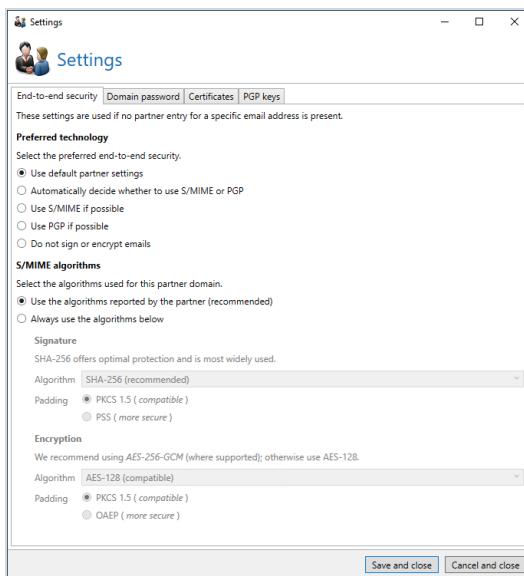 Settings
Settings
End-to-end security Domain password Certificates PGP keys
These settings are used if no partner entry for a specific email address is present.
Preferred technology
Select the preferred end-to-end security.
Use default partner settings
Automatically decide whether to use S/MIME or PGP
Use S/MIME if possible
Use PGP if possible
Do not sign or encrypt emails
S/MIME algorithms
Select the algorithms used for this partner domain.
Use the algorithms reported by the partner (recommended)
Always use the algorithms below
Signature
SHA-256 offers optimal protection and is most widely used.
Algorithm SHA-256 (recommended)
Padding PKCS 1.5 ( compatible )
PSS ( more secure )
Encryption
We recommend using AES-256-GCM (where supported); otherwise use AES-128.
Algorithm AES-128 (compatible)
Padding PKCS 1.5 ( compatible )
OAEP ( more secure )
Save and close Cancel and close